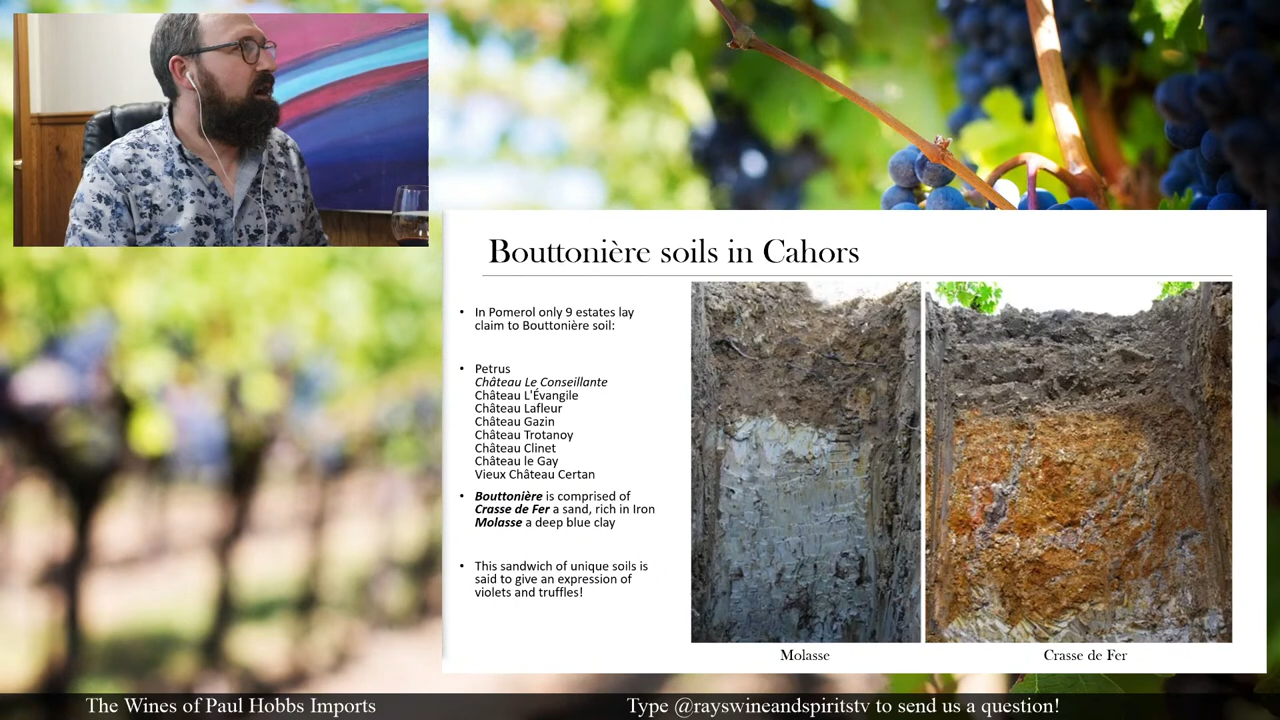 Bouttonière soils in Cahors
• In Pomerol only 9 estates lay
claim to Bouttonière soil:
Petrus
Château Le Conseillante
Château L'Évangile
Château Lafleur
Château Gazin
Château Trotanoy
Château Clinet
Château le Gay
Vieux Château Certan
• Bouttonière is comprised of
Crasse de Fer a sand, rich in Iron
Molasse a deep blue clay
• This sandwich of unique soils is
said to give an expression of
violets and truffles!
Molasse
Crasse de Fer
The Wines of Paul Hobbs Imports
Type @rayswineandspiritstv to send us a question!